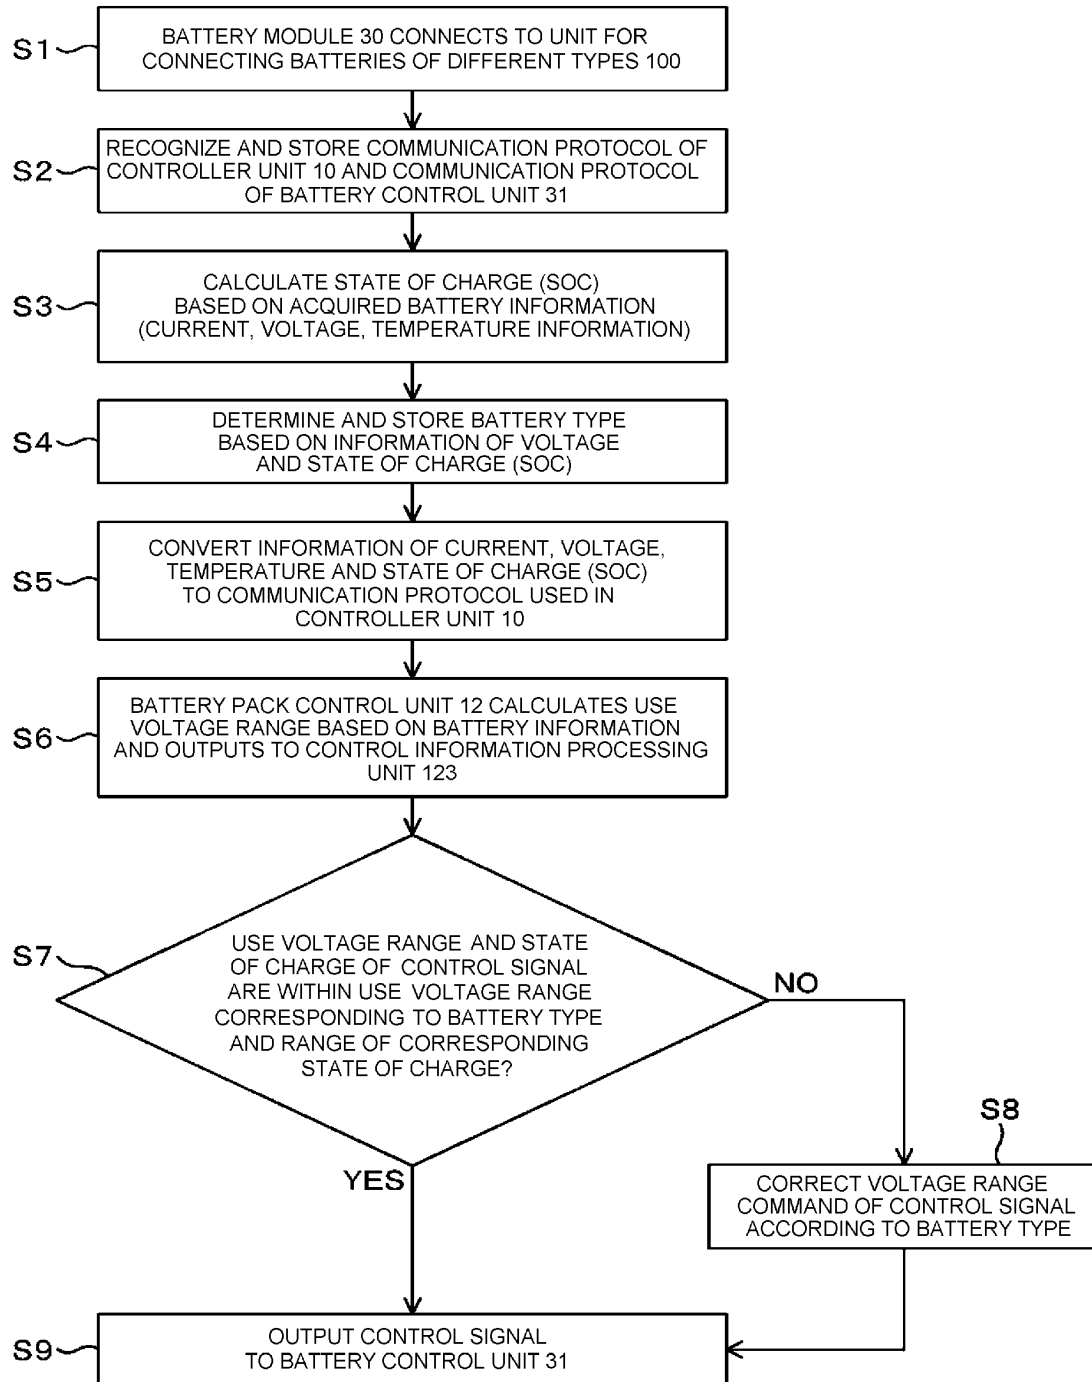 S1
BATTERY MODULE 30 CONNECTS TO UNIT FOR
CONNECTING BATTERIES OF DIFFERENT TYPES 100
S2
RECOGNIZE AND STORE COMMUNICATION PROTOCOL OF
CONTROLLER UNIT 10 AND COMMUNICATION PROTOCOL
OF BATTERY CONTROL UNIT 31
S3
CALCULATE STATE OF CHARGE (SOC)
BASED ON ACQUIRED BATTERY INFORMATION
(CURRENT, VOLTAGE, TEMPERATURE INFORMATION)
S4
DETERMINE AND STORE BATTERY TYPE
BASED ON INFORMATION OF VOLTAGE
AND STATE OF CHARGE (SOC)
S5
CONVERT INFORMATION OF CURRENT, VOLTAGE,
TEMPERATURE AND STATE OF CHARGE (SOC)
TO COMMUNICATION PROTOCOL USED IN
CONTROLLER UNIT 10
S6
BATTERY PACK CONTROL UNIT 12 CALCULATES USE
VOLTAGE RANGE BASED ON BATTERY INFORMATION
AND OUTPUTS TO CONTROL INFORMATION PROCESSING
UNIT 123
S7
USE VOLTAGE RANGE AND STATE
OF CHARGE OF CONTROL SIGNAL
ARE WITHIN USE VOLTAGE RANGE
CORRESPONDING TO BATTERY TYPE
AND RANGE OF CORRESPONDING
STATE OF CHARGE?
NO
YES
S8
CORRECT VOLTAGE RANGE
COMMAND OF CONTROL SIGNAL
ACCORDING TO BATTERY TYPE
S9
OUTPUT CONTROL SIGNAL
TO BATTERY CONTROL UNIT 31